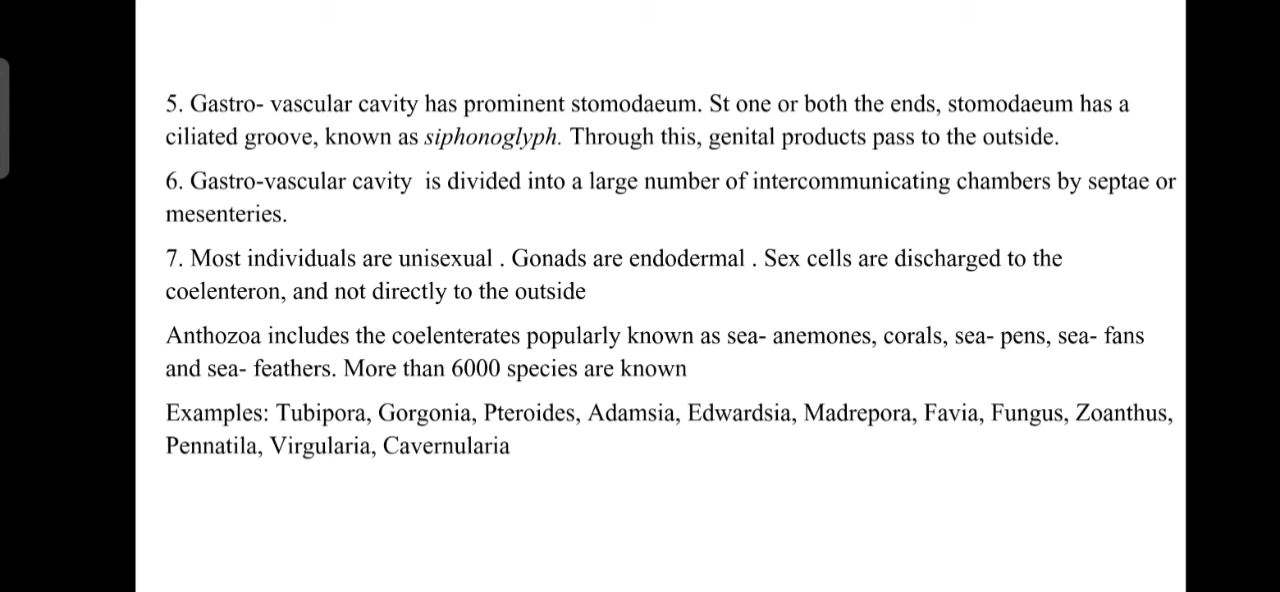 5. Gastro- vascular cavity has prominent stomodaeum. St one or both the ends, stomodaeum has a
ciliated groove, known as siphonoglyph. Through this, genital products pass to the outside.
6. Gastro-vascular cavity  is divided into a large number of intercommunicating chambers by septae or
mesenteries.
7. Most individuals are unisexual . Gonads are endodermal . Sex cells are discharged to the
coelenteron, and not directly to the outside
Anthozoa includes the coelenterates popularly known as sea- anemones, corals, sea- pens, sea- fans
and sea- feathers. More than 6000 species are known
Examples: Tubipora, Gorgonia, Pteroides, Adamsia, Edwardsia, Madrepora, Favia, Fungus, Zoanthus,
Pennatila, Virgularia, Cavernularia